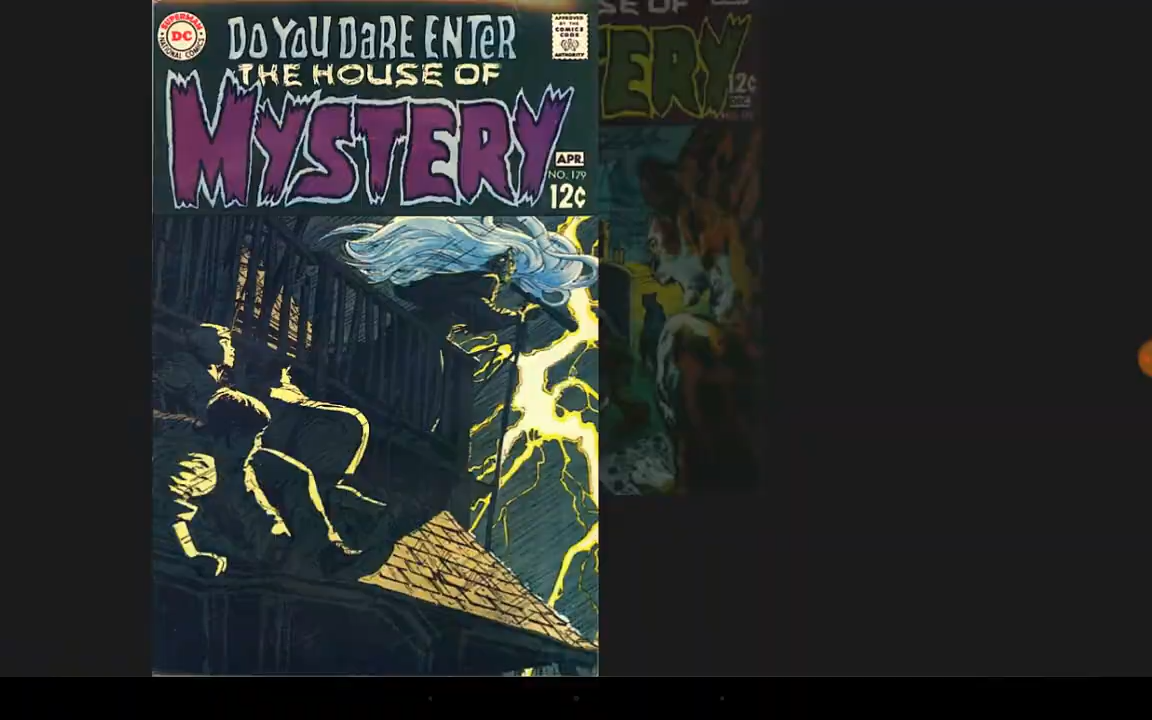 SUPERMAN
DC
NATIONAL COMICS
DO YOU DARE ENTER
THE HOUSE OF
MYSTERY
APPROVED
BY THE
COMICS
CODE
AUTHORITY
APR.
NO. 179
12¢
SE OF
ERY
12¢